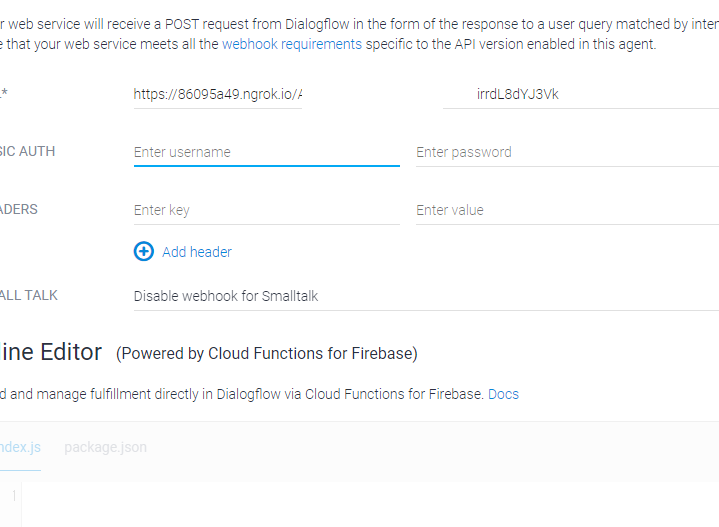 r web service will receive a POST request from Dialogflow in the form of the response to a user query matched by inter
e that your web service meets all the webhook requirements specific to the API version enabled in this agent.
L* https://86095a49.ngrok.io/ irrdL8dYJ3Vk
SIC AUTH Enter username Enter password
ADERS Enter key Enter value
Add header
ALL TALK Disable webhook for Smalltalk
line Editor (Powered by Cloud Functions for Firebase)
d and manage fulfillment directly in Dialogflow via Cloud Functions for Firebase. Docs
ndex.js package.json
1